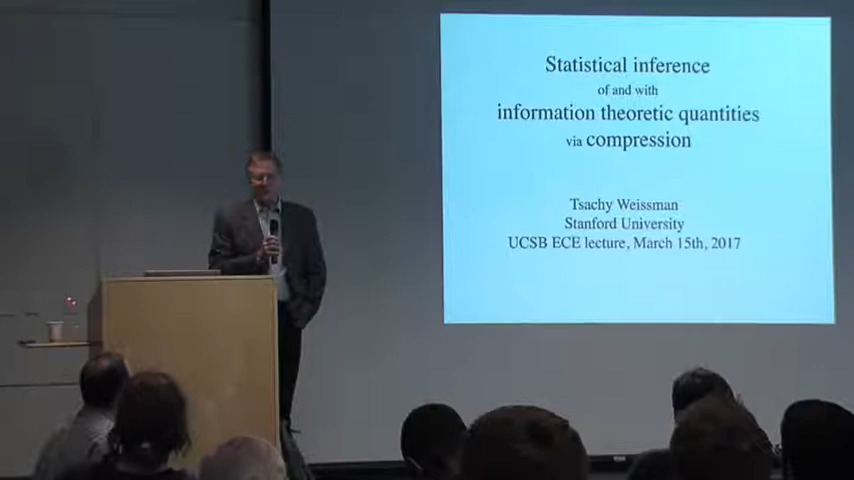 Statistical inference
of and with
information theoretic quantities
via compression
Tsachy Weissman
Stanford University
UCSB ECE lecture, March 15th, 2017